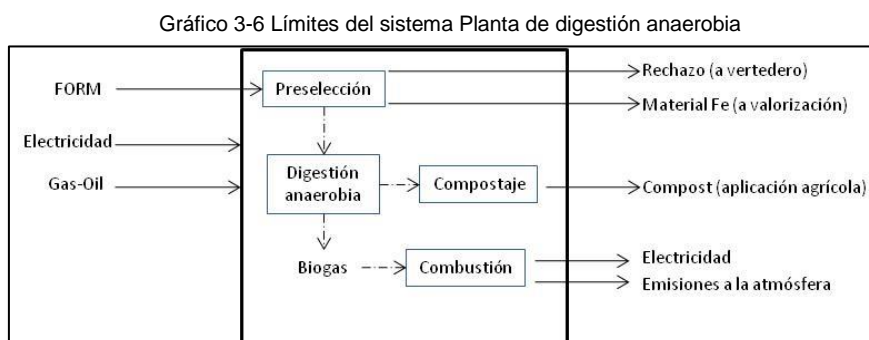 Gráfico 3-6 Límites del sistema Planta de digestión anaerobia
FORM
Electricidad
Gas-Oil
Preselección
Digestión
anaerobia
Compostaje
Biogas
Combustión
Rechazo (a vertedero)
Material Fe (a valorización)
Compost (aplicación agrícola)
Electricidad
Emisiones a la atmósfera